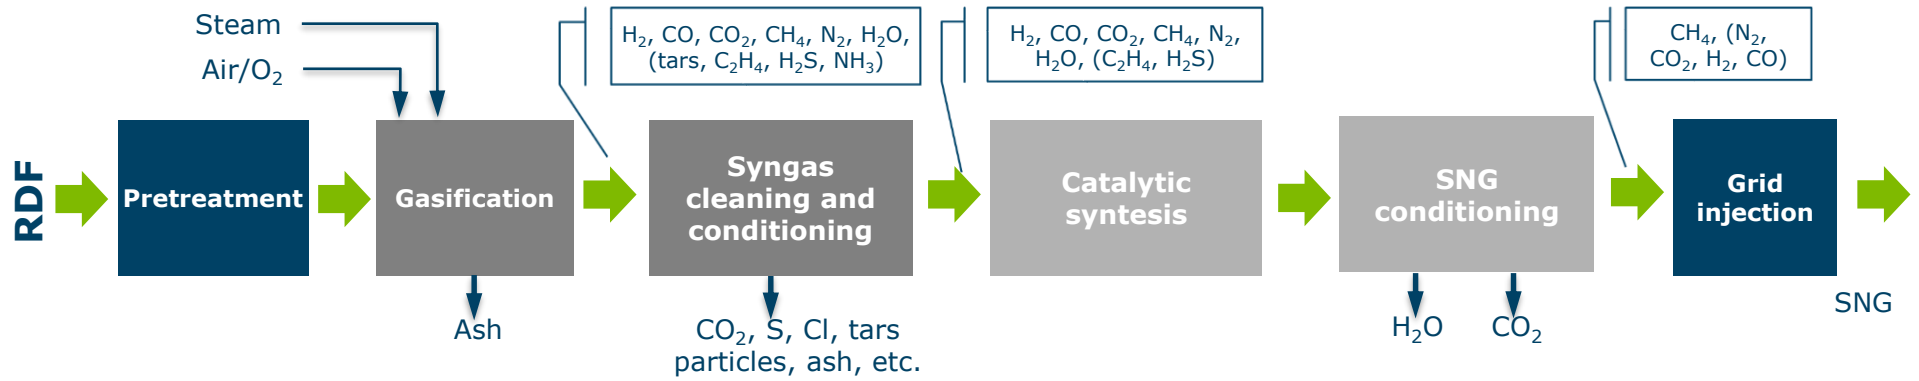 Steam
Air/O₂
H₂, CO, CO₂, CH₄, N₂, H₂O,
(tars, C₂H₄, H₂S, NH₃)
H₂, CO, CO₂, CH₄, N₂,
H₂O, (C₂H₄, H₂S)
CH₄, (N₂,
CO₂, H₂, CO)
RDF
Pretreatment
Gasification
Syngas
cleaning and
conditioning
Catalytic
syntesis
SNG
conditioning
Grid
injection
SNG
Ash
CO₂, S, Cl, tars
particles, ash, etc.
H₂O
CO₂